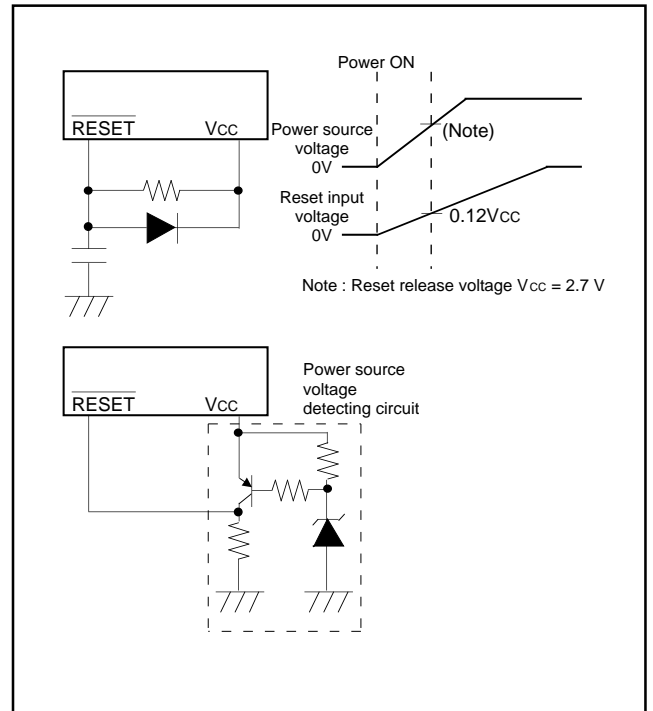 Power ON
RESET
VCC
Power source
voltage
0V
(Note)
Reset input
voltage
0V
0.12VCC
Note : Reset release voltage VCC = 2.7 V
RESET
VCC
Power source
voltage
detecting circuit